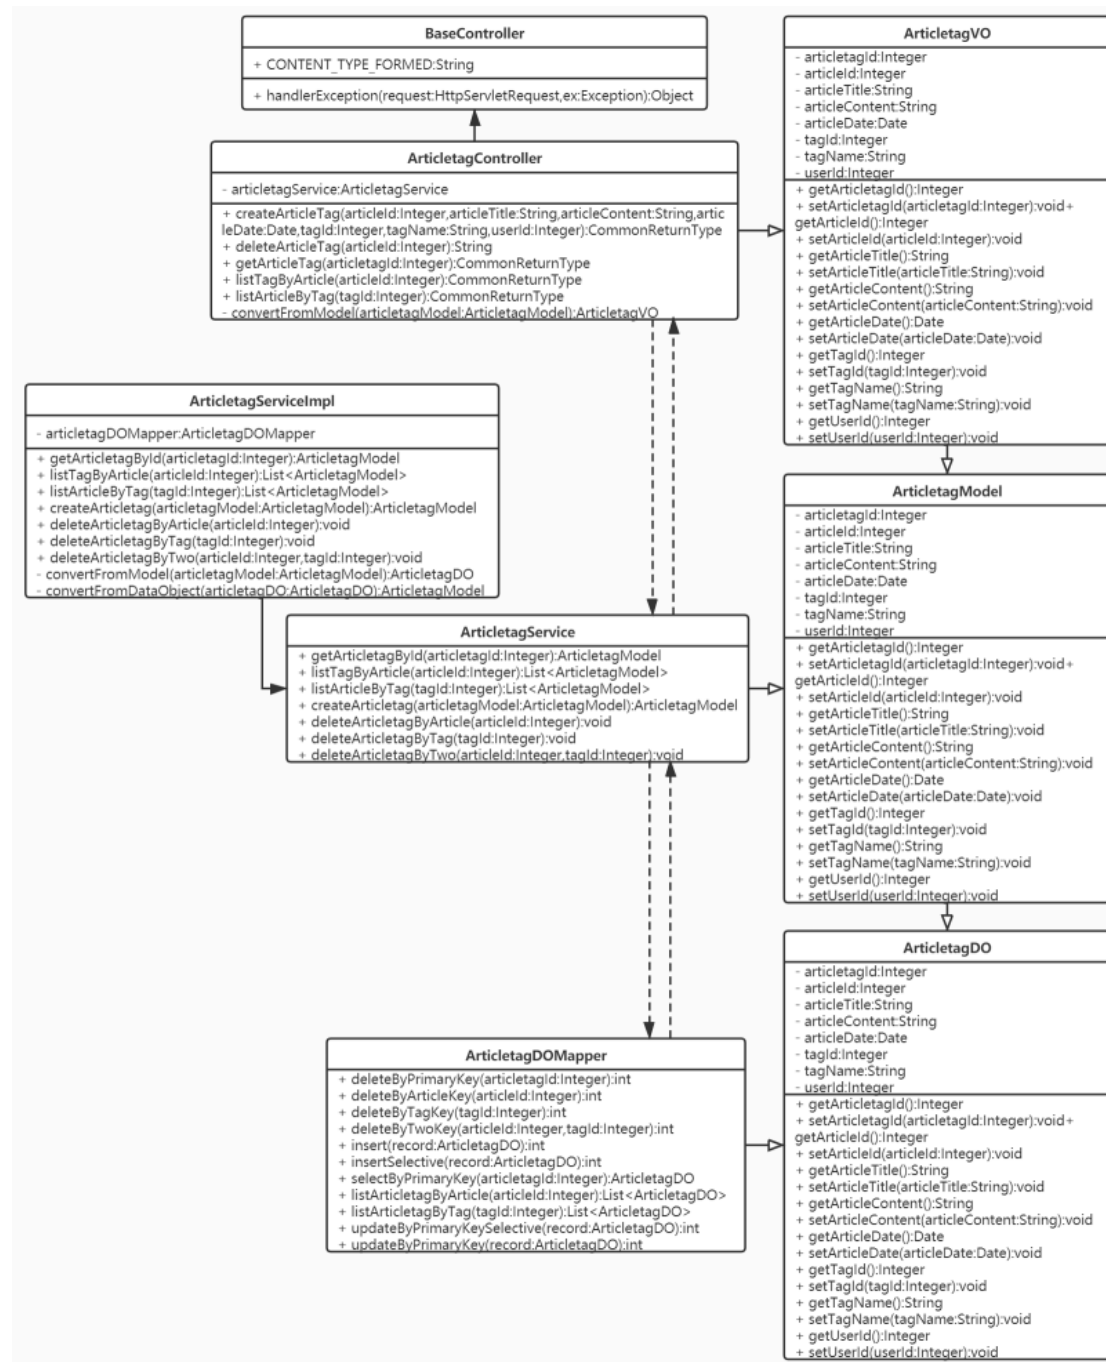 BaseController
+ CONTENT_TYPE_FORMED:String
+ handlerException(request:HttpServletRequest,ex:Exception):Object
ArticletagController
- articletagService:ArticletagService
+ createArticleTag(articleId:Integer,articleTitle:String,articleContent:String,artic
leDate:Date,tagId:Integer,tagName:String,userId:Integer):CommonReturnType
+ deleteArticleTag(articleId:Integer):String
+ getArticleTag(articletagId:Integer):CommonReturnType
+ listTagByArticle(articleId:Integer):CommonReturnType
+ listArticleByTag(tagId:Integer):CommonReturnType
- convertFromModel(articletagModel:ArticletagModel):ArticletagVO
ArticletagServiceImpl
- articletagDOMapper:ArticletagDOMapper
+ getArticletagById(articletagId:Integer):ArticletagModel
+ listTagByArticle(articleId:Integer):List<ArticletagModel>
+ listArticleByTag(tagId:Integer):List<ArticletagModel>
+ createArticletag(articletagModel:ArticletagModel):ArticletagModel
+ deleteArticletagByArticle(articleId:Integer):void
+ deleteArticletagByTag(tagId:Integer):void
+ deleteArticletagByTwo(articleId:Integer,tagId:Integer):void
- convertFromModel(articletagModel:ArticletagModel):ArticletagDO
- convertFromDataObject(articletagDO:ArticletagDO):ArticletagModel
ArticletagService
+ getArticletagById(articletagId:Integer):ArticletagModel
+ listTagByArticle(articleId:Integer):List<ArticletagModel>
+ listArticleByTag(tagId:Integer):List<ArticletagModel>
+ createArticletag(articletagModel:ArticletagModel):ArticletagModel
+ deleteArticletagByArticle(articleId:Integer):void
+ deleteArticletagByTag(tagId:Integer):void
+ deleteArticletagByTwo(articleId:Integer,tagId:Integer):void
ArticletagDOMapper
+ deleteByPrimaryKey(articletagId:Integer):int
+ deleteByArticleKey(articleId:Integer):int
+ deleteByTagKey(tagId:Integer):int
+ deleteByTwoKey(articleId:Integer,tagId:Integer):int
+ insert(record:ArticletagDO):int
+ insertSelective(record:ArticletagDO):int
+ selectByPrimaryKey(articletagId:Integer):ArticletagDO
+ listArticletagByArticle(articleId:Integer):List<ArticletagDO>
+ listArticletagByTag(tagId:Integer):List<ArticletagDO>
+ updateByPrimaryKeySelective(record:ArticletagDO):int
+ updateByPrimaryKey(record:ArticletagDO):int
ArticletagVO
- articletagId:Integer
- articleId:Integer
- articleTitle:String
- articleContent:String
- articleDate:Date
- tagId:Integer
- tagName:String
- userId:Integer
+ getArticletagId():Integer
+ setArticletagId(articletagId:Integer):void+
getArticleId():Integer
+ setArticleId(articleId:Integer):void
+ getArticleTitle():String
+ setArticleTitle(articleTitle:String):void
+ getArticleContent():String
+ setArticleContent(articleContent:String):void
+ getArticleDate():Date
+ setArticleDate(articleDate:Date):void
+ getTagId():Integer
+ setTagId(tagId:Integer):void
+ getTagName():String
+ setTagName(tagName:String):void
+ getUserId():Integer
+ setUserId(userId:Integer):void
ArticletagModel
- articletagId:Integer
- articleId:Integer
- articleTitle:String
- articleContent:String
- articleDate:Date
- tagId:Integer
- tagName:String
- userId:Integer
+ getArticletagId():Integer
+ setArticletagId(articletagId:Integer):void+
getArticleId():Integer
+ setArticleId(articleId:Integer):void
+ getArticleTitle():String
+ setArticleTitle(articleTitle:String):void
+ getArticleContent():String
+ setArticleContent(articleContent:String):void
+ getArticleDate():Date
+ setArticleDate(articleDate:Date):void
+ getTagId():Integer
+ setTagId(tagId:Integer):void
+ getTagName():String
+ setTagName(tagName:String):void
+ getUserId():Integer
+ setUserId(userId:Integer):void
ArticletagDO
- articletagId:Integer
- articleId:Integer
- articleTitle:String
- articleContent:String
- articleDate:Date
- tagId:Integer
- tagName:String
- userId:Integer
+ getArticletagId():Integer
+ setArticletagId(articletagId:Integer):void+
getArticleId():Integer
+ setArticleId(articleId:Integer):void
+ getArticleTitle():String
+ setArticleTitle(articleTitle:String):void
+ getArticleContent():String
+ setArticleContent(articleContent:String):void
+ getArticleDate():Date
+ setArticleDate(articleDate:Date):void
+ getTagId():Integer
+ setTagId(tagId:Integer):void
+ getTagName():String
+ setTagName(tagName:String):void
+ getUserId():Integer
+ setUserId(userId:Integer):void